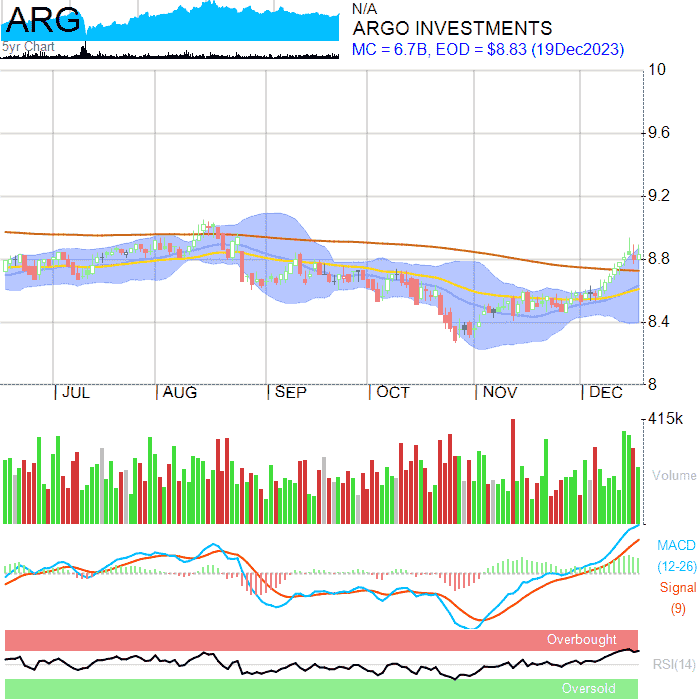 ARG
5yr Chart
N/A
ARGO INVESTMENTS
MC = 6.7B, EOD = $8.83 (19Dec2023)
10
9.6
9.2
8.8
8.4
8
JUL AUG SEP OCT NOV DEC
415k
Volume
MACD
(12-26)
Signal
(9)
Overbought
RSI(14)
Oversold